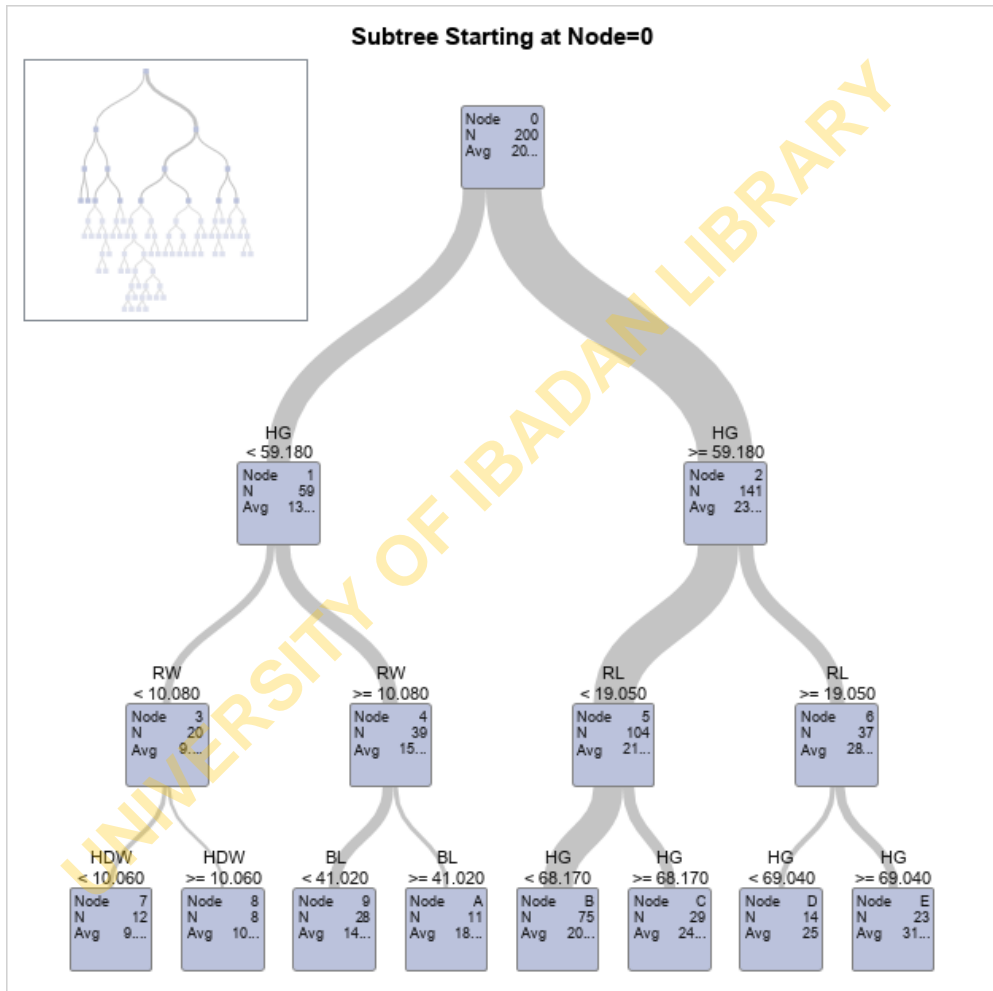 Subtree Starting at Node=0
Node 0
N 200
Avg 20...
HG
< 59.180
Node 1
N 59
Avg 13...
HG
>= 59.180
Node 2
N 141
Avg 23...
RW
< 10.080
Node 3
N 20
Avg 9....
RW
>= 10.080
Node 4
N 39
Avg 15...
RL
< 19.050
Node 5
N 104
Avg 21...
RL
>= 19.050
Node 6
N 37
Avg 28...
HDW
< 10.060
Node 7
N 12
Avg 9....
HDW
>= 10.060
Node 8
N 8
Avg 10...
BL
< 41.020
Node 9
N 28
Avg 14...
BL
>= 41.020
Node A
N 11
Avg 18...
HG
< 68.170
Node B
N 75
Avg 20...
HG
>= 68.170
Node C
N 29
Avg 24...
HG
< 69.040
Node D
N 14
Avg 25
HG
>= 69.040
Node E
N 23
Avg 31...
UNIVERSITY OF IBADAN LIBRARY